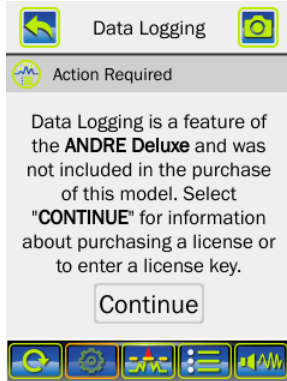 Data Logging
Action Required
Data Logging is a feature of
the ANDRE Deluxe and was
not included in the purchase
of this model. Select
"CONTINUE" for information
about purchasing a license or
to enter a license key.
Continue